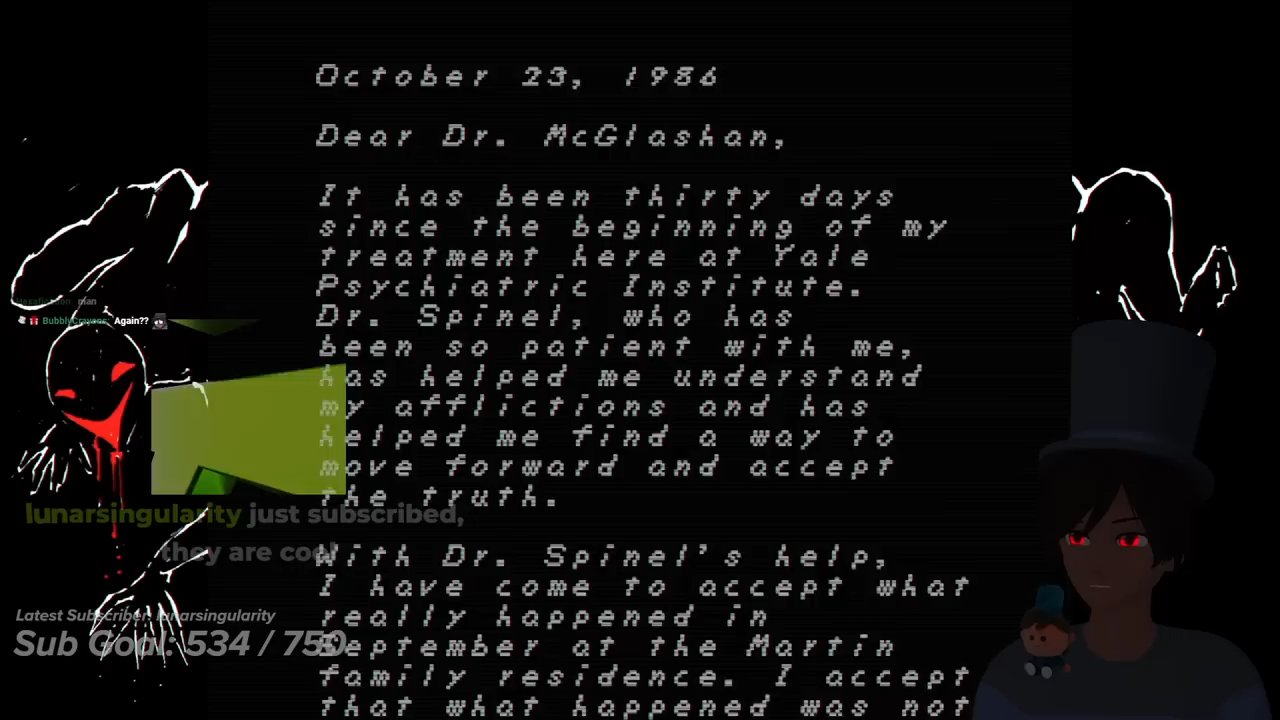 October 23, 1986
Dear Dr. McGlashan,
It has been thirty days
since the beginning of my
treatment here at Yale
Psychiatric Institute.
Dr. Spinel, who has
been so patient with me,
has helped me understand
my afflictions and has
helped me find a way to
move forward and accept
the truth.
With Dr. Spinel's help,
I have come to accept what
really happened in
September at the Martin
family residence. I accept
that what happened was not
man
BubblyCrayons: Again??
lunarsingularity just subscribed,
they are cool
Latest Subscriber: lunarsingularity
Sub Goal: 534 / 750